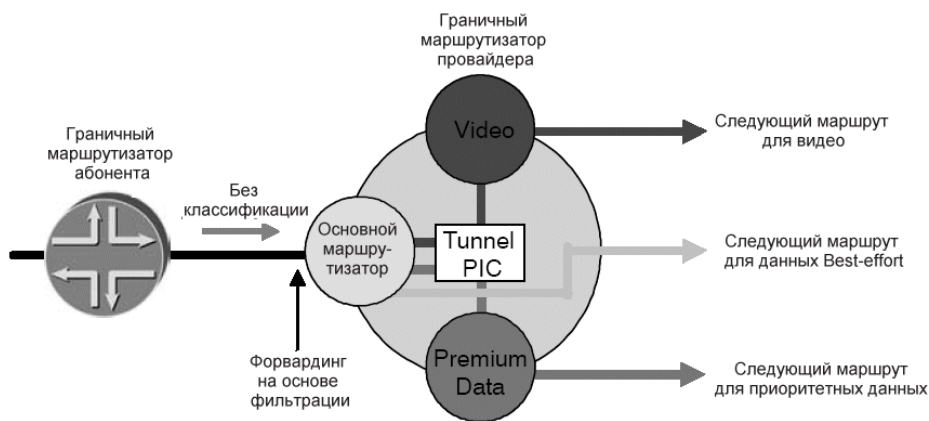 Граничный
маршрутизатор
провайдера
Video
Следующий маршрут
для видео
Граничный
маршрутизатор
абонента
Без
классификации
Основной
маршру-
тизатор
Tunnel
PIC
Следующий маршрут
для данных Best-effort
Форвардинг
на основе
фильтрации
Premium
Data
Следующий маршрут
для приоритетных данных